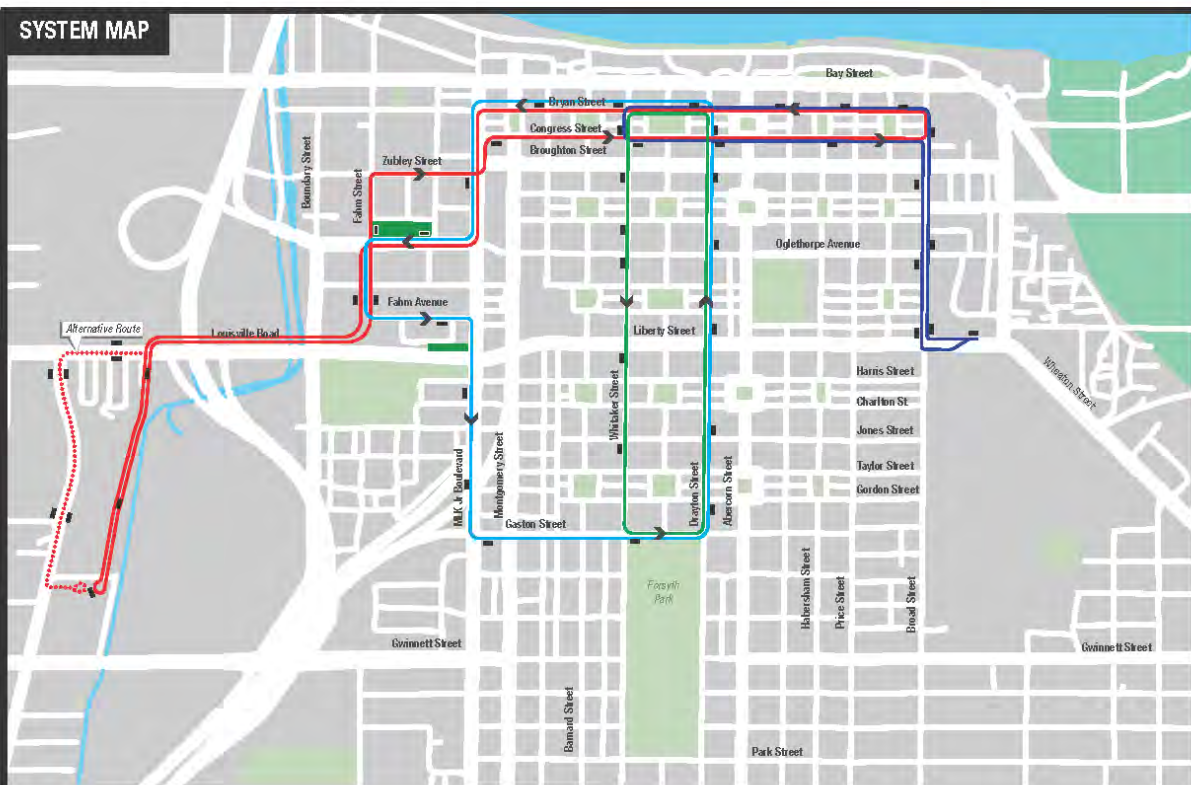 SYSTEM MAP
Bay Street
Bryan Street
Congress Street
Broughton Street
Zubley Street
Boundary Street
Fahm Street
Oglethorpe Avenue
Fahm Avenue
Alternative Route
Louisville Road
Liberty Street
Harris Street
Wheaton Street
Charlton St
Whitaker Street
Jones Street
MLK Jr Boulevard
Montgomery Street
Drayton Street
Abercorn Street
Taylor Street
Gordon Street
Gaston Street
Forsyth
Park
Habersham Street
Price Street
Broad Street
Gwinnett Street
Gwinnett Street
Barnard Street
Park Street